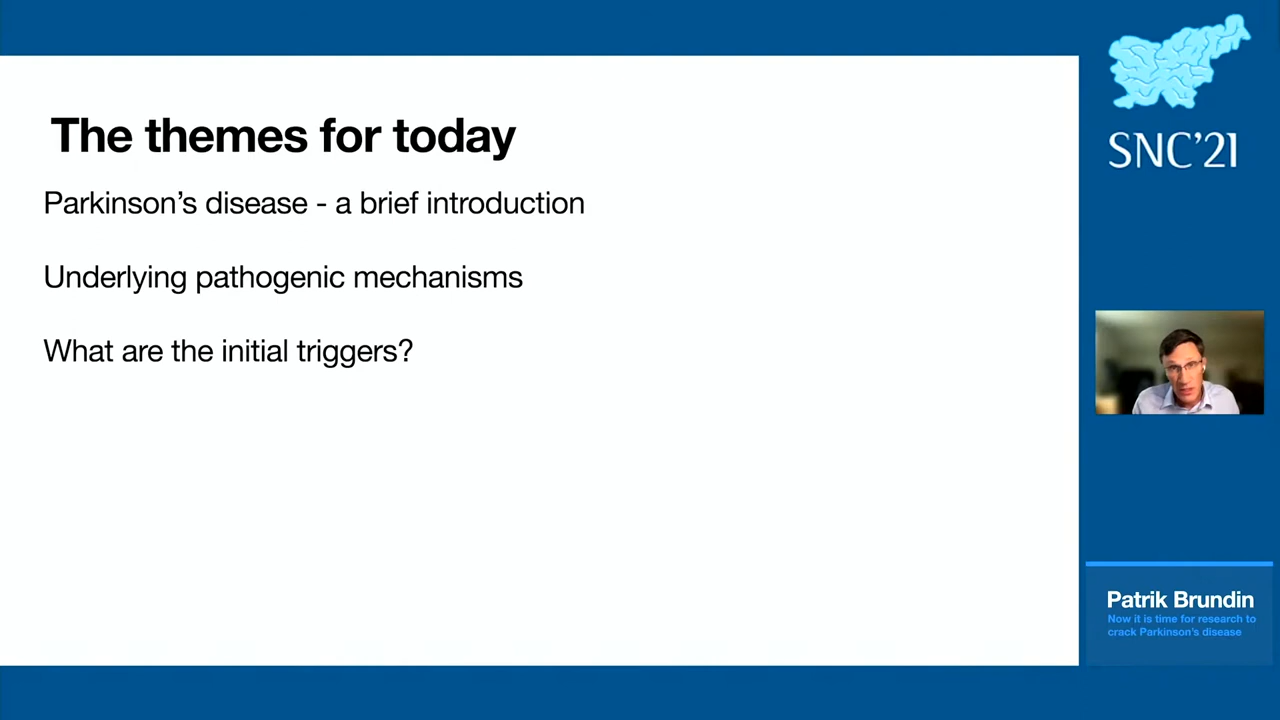 The themes for today
Parkinson’s disease - a brief introduction
Underlying pathogenic mechanisms
What are the initial triggers?
SNC’21
Patrik Brundin
Now it is time for research to
crack Parkinson’s disease